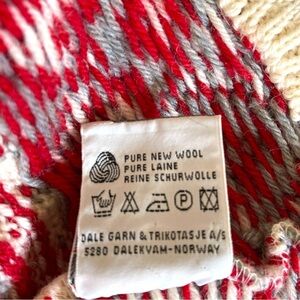 PURE NEW WOOL
PURE LAINE
REINE SCHURWOLLE
DALE GARN & TRIKOTASJE A/S
5280 DALEKVAM-NORWAY